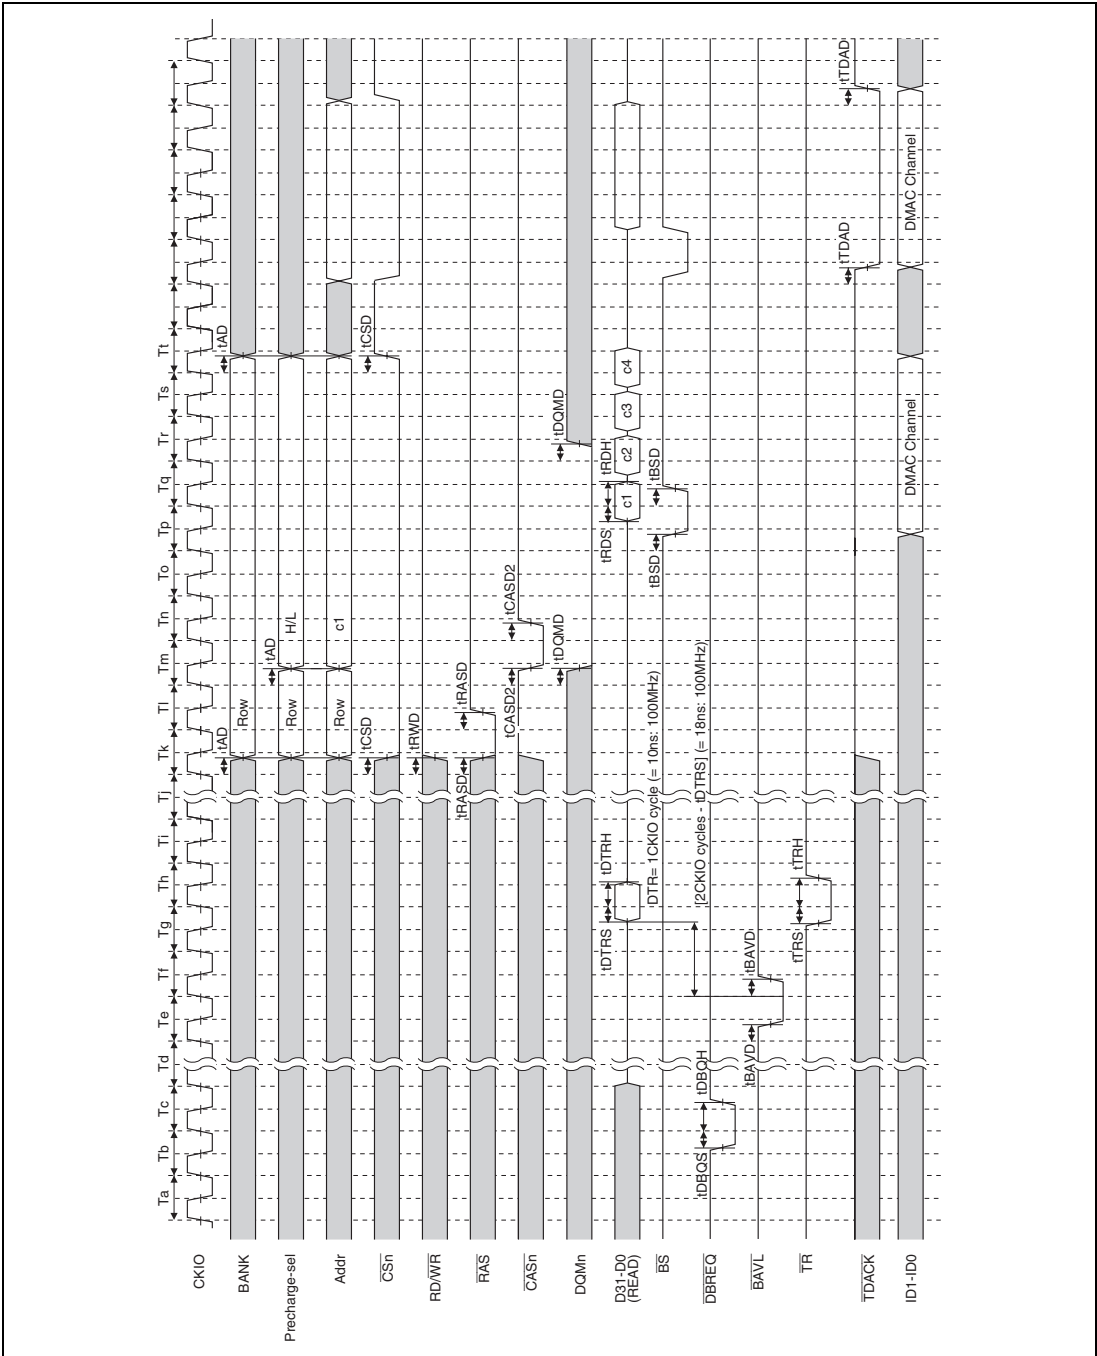 Ta Tb Tc Td Te Tf Tg Th Ti Tj Tk Tl Tm Tn To Tp Tq Tr Ts Tt
CKIO
tAD tAD
BANK Row
tAD
Precharge-sel Row H/L
Addr Row c1
tCSD tCSD
CSn
tRWD
RD/WR
tRASD tRASD
RAS
tCASD2 tCASD2
CASn
tDQMD tDQMD
DQMn
tDTRS tDTRH tRDS tRDH
D31-D0
(READ) c1 c2 c3 c4
DTR= 1CKIO cycle (= 10ns: 100MHz)
tBSD tBSD
BS
[2CKIO cycles - tDTRS] (= 18ns: 100MHz)
tDBQS tDBQH
DBREQ
tBAVD tBAVD
BAVL
tTRS tTRH
TR
tTDAD tTDAD
TDACK
ID1-ID0 DMAC Channel DMAC Channel